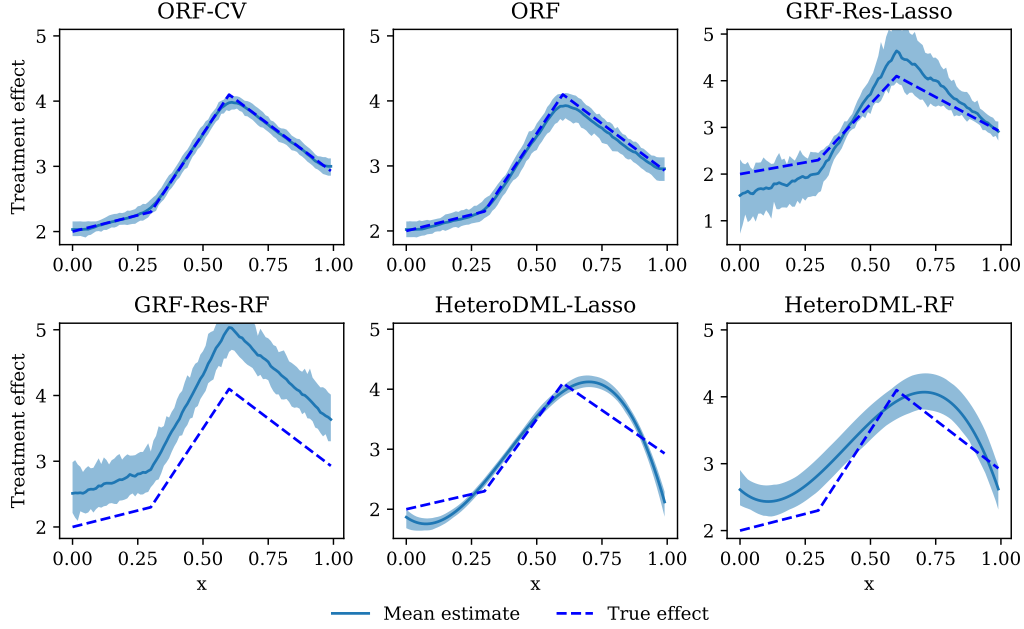 ORF-CV
ORF
GRF-Res-Lasso
Treatment effect
5
4
3
2
0.00 0.25 0.50 0.75 1.00
5
4
3
2
0.00 0.25 0.50 0.75 1.00
5
4
3
2
1
0.00 0.25 0.50 0.75 1.00
GRF-Res-RF
HeteroDML-Lasso
HeteroDML-RF
Treatment effect
5
4
3
2
0.00 0.25 0.50 0.75 1.00
x
5
4
3
2
0.00 0.25 0.50 0.75 1.00
x
5
4
3
2
0.00 0.25 0.50 0.75 1.00
x
Mean estimate
True effect